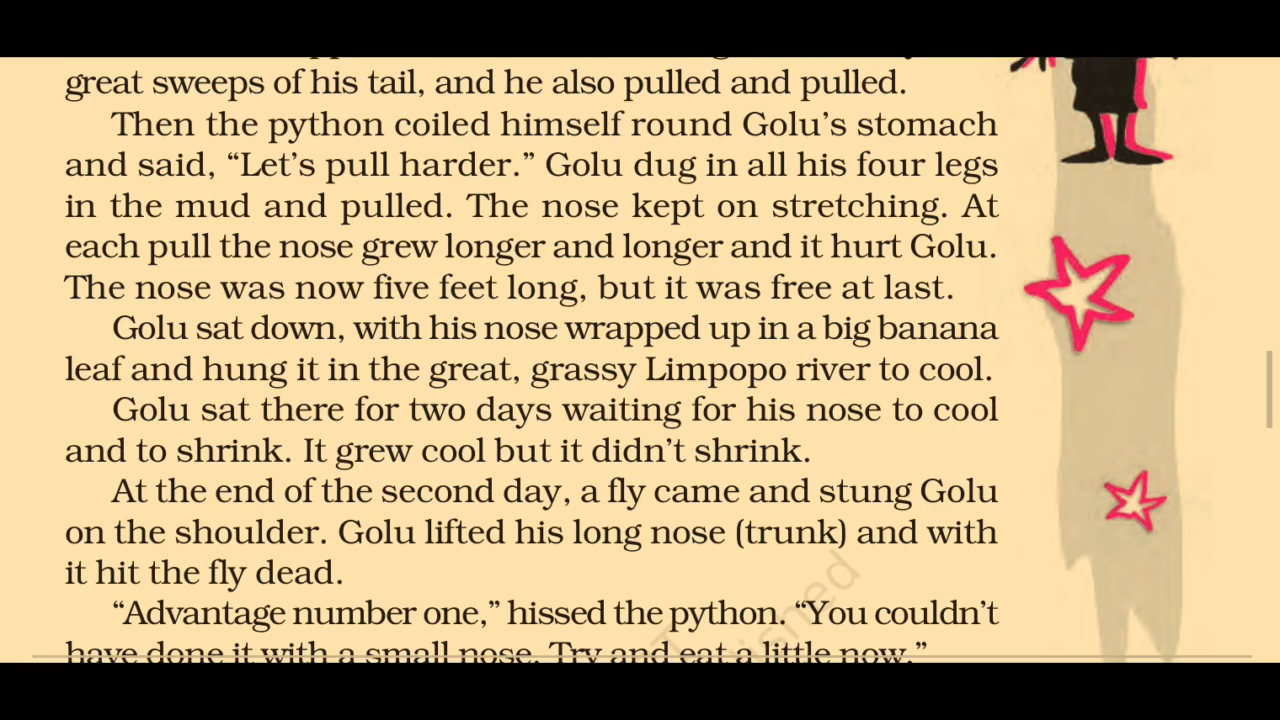 great sweeps of his tail, and he also pulled and pulled.
Then the python coiled himself round Golu’s stomach
and said, “Let’s pull harder.” Golu dug in all his four legs
in the mud and pulled. The nose kept on stretching. At
each pull the nose grew longer and longer and it hurt Golu.
The nose was now five feet long, but it was free at last.
Golu sat down, with his nose wrapped up in a big banana
leaf and hung it in the great, grassy Limpopo river to cool.
Golu sat there for two days waiting for his nose to cool
and to shrink. It grew cool but it didn’t shrink.
At the end of the second day, a fly came and stung Golu
on the shoulder. Golu lifted his long nose (trunk) and with
it hit the fly dead.
“Advantage number one,” hissed the python. “You couldn’t
have done it with a small nose. Try and eat a little now.”